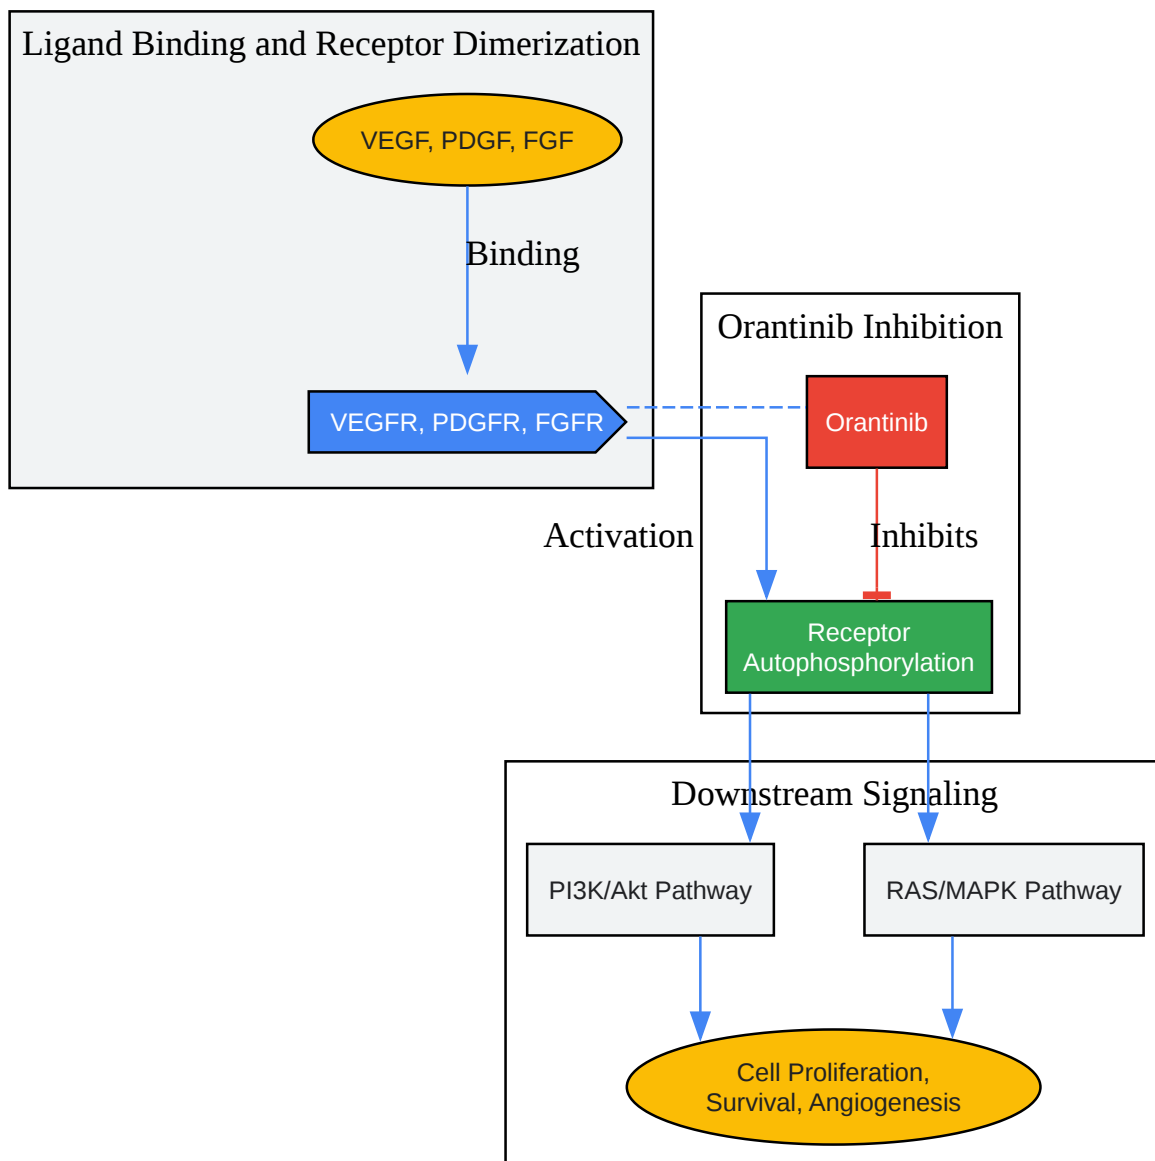 Ligand Binding and Receptor Dimerization
VEGF, PDGF, FGF
Binding
Orantinib Inhibition
VEGFR, PDGFR, FGFR
Orantinib
Activation
Inhibits
Receptor
Autophosphorylation
Downstream Signaling
PI3K/Akt Pathway
RAS/MAPK Pathway
Cell Proliferation,
Survival, Angiogenesis